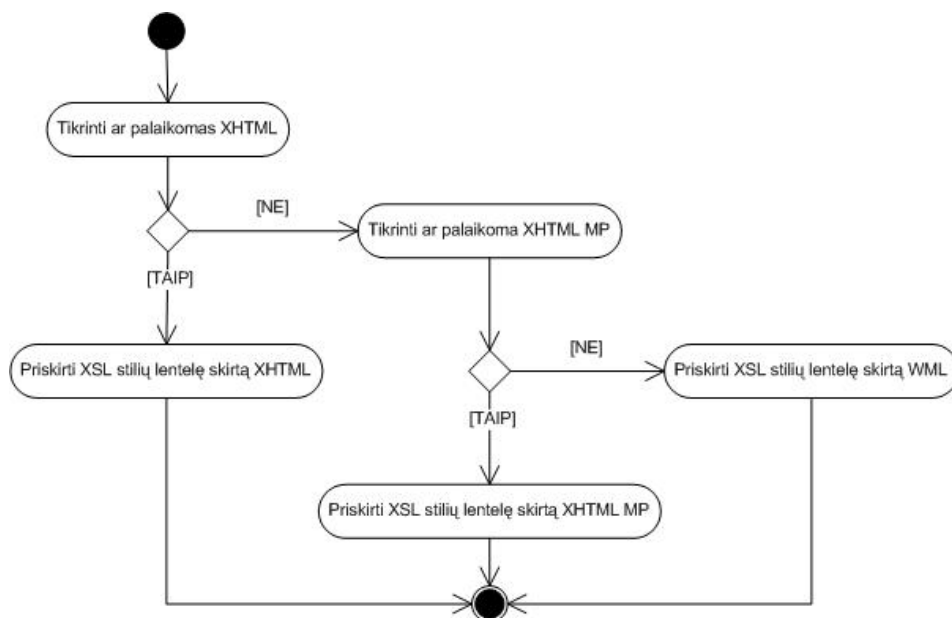 Tikrinti ar palaikomas XHTML
[NE]
Tikrinti ar palaikoma XHTML MP
[TAIP]
Priskirti XSL stilių lentelę skirtą XHTML
[NE]
Priskirti XSL stilių lentelę skirtą WML
[TAIP]
Priskirti XSL stilių lentelę skirtą XHTML MP